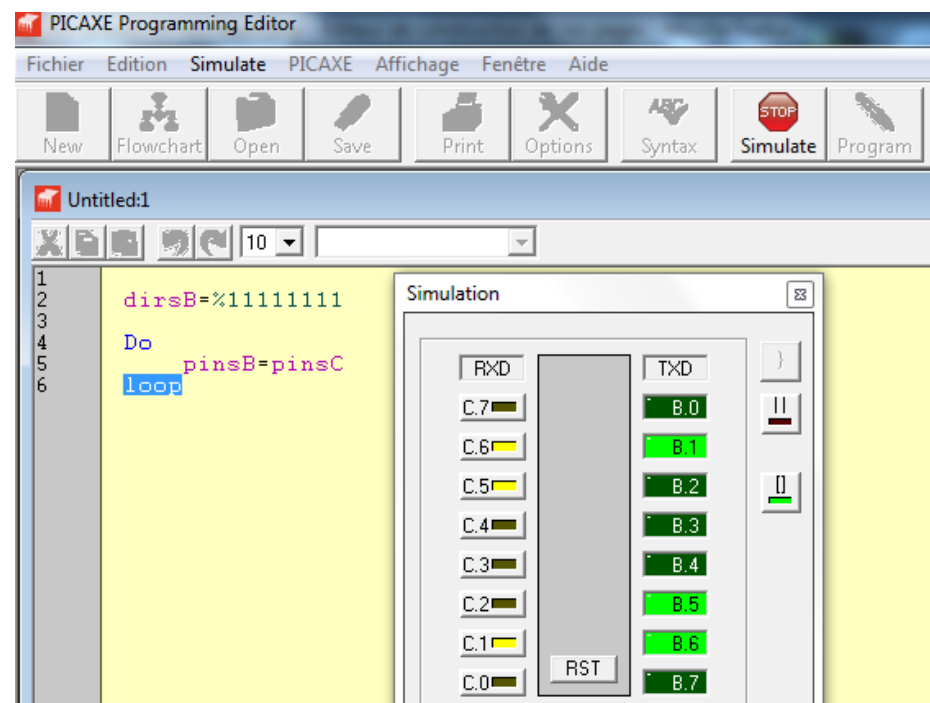 PICAXE Programming Editor
Fichier Edition Simulate PICAXE Affichage Fenêtre Aide
New Flowchart Open Save Print Options Syntax Simulate Program
ABC
STOP
Untitled:1
10
1
2 dirsB=%11111111
3
4 Do
5 pinsB=pinsC
6 loop
Simulation
RXD TXD }
C.7 B.0 ||
C.6 B.1
C.5 B.2 []
C.4 B.3
C.3 B.4
C.2 B.5
C.1 B.6
RST
C.0 B.7